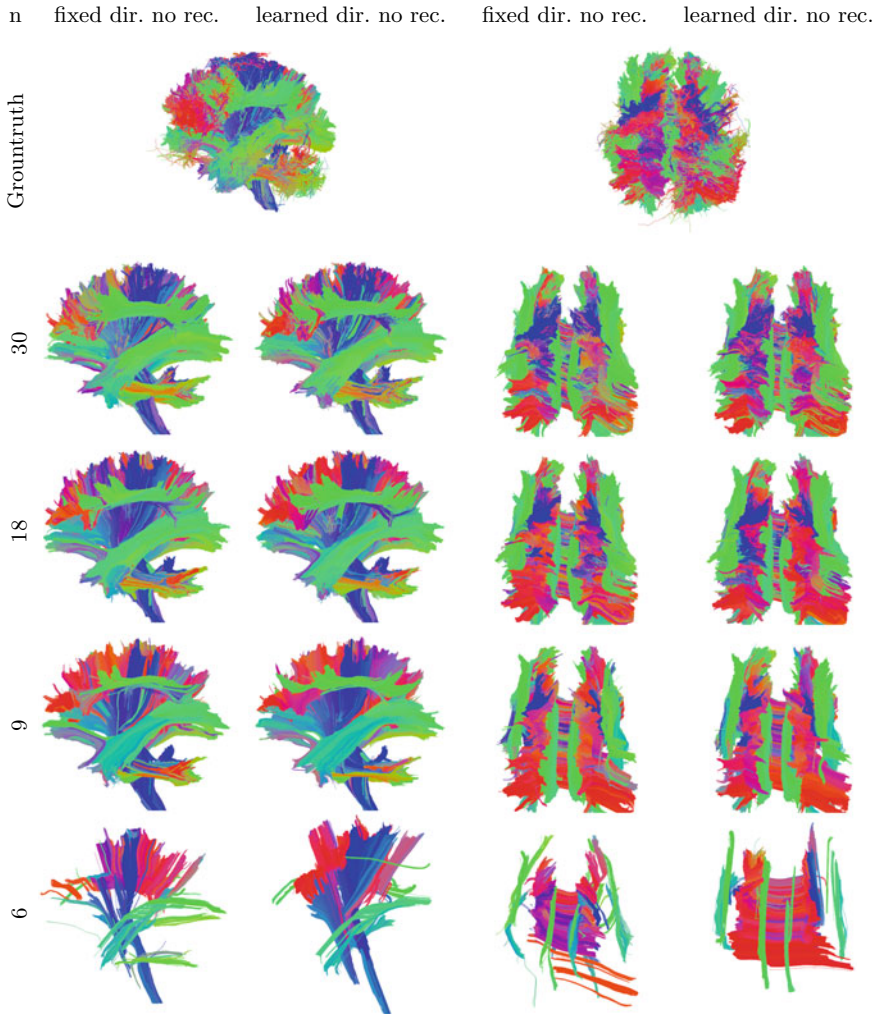 n fixed dir. no rec. learned dir. no rec. fixed dir. no rec. learned dir. no rec.
Grountruth
30
18
9
6